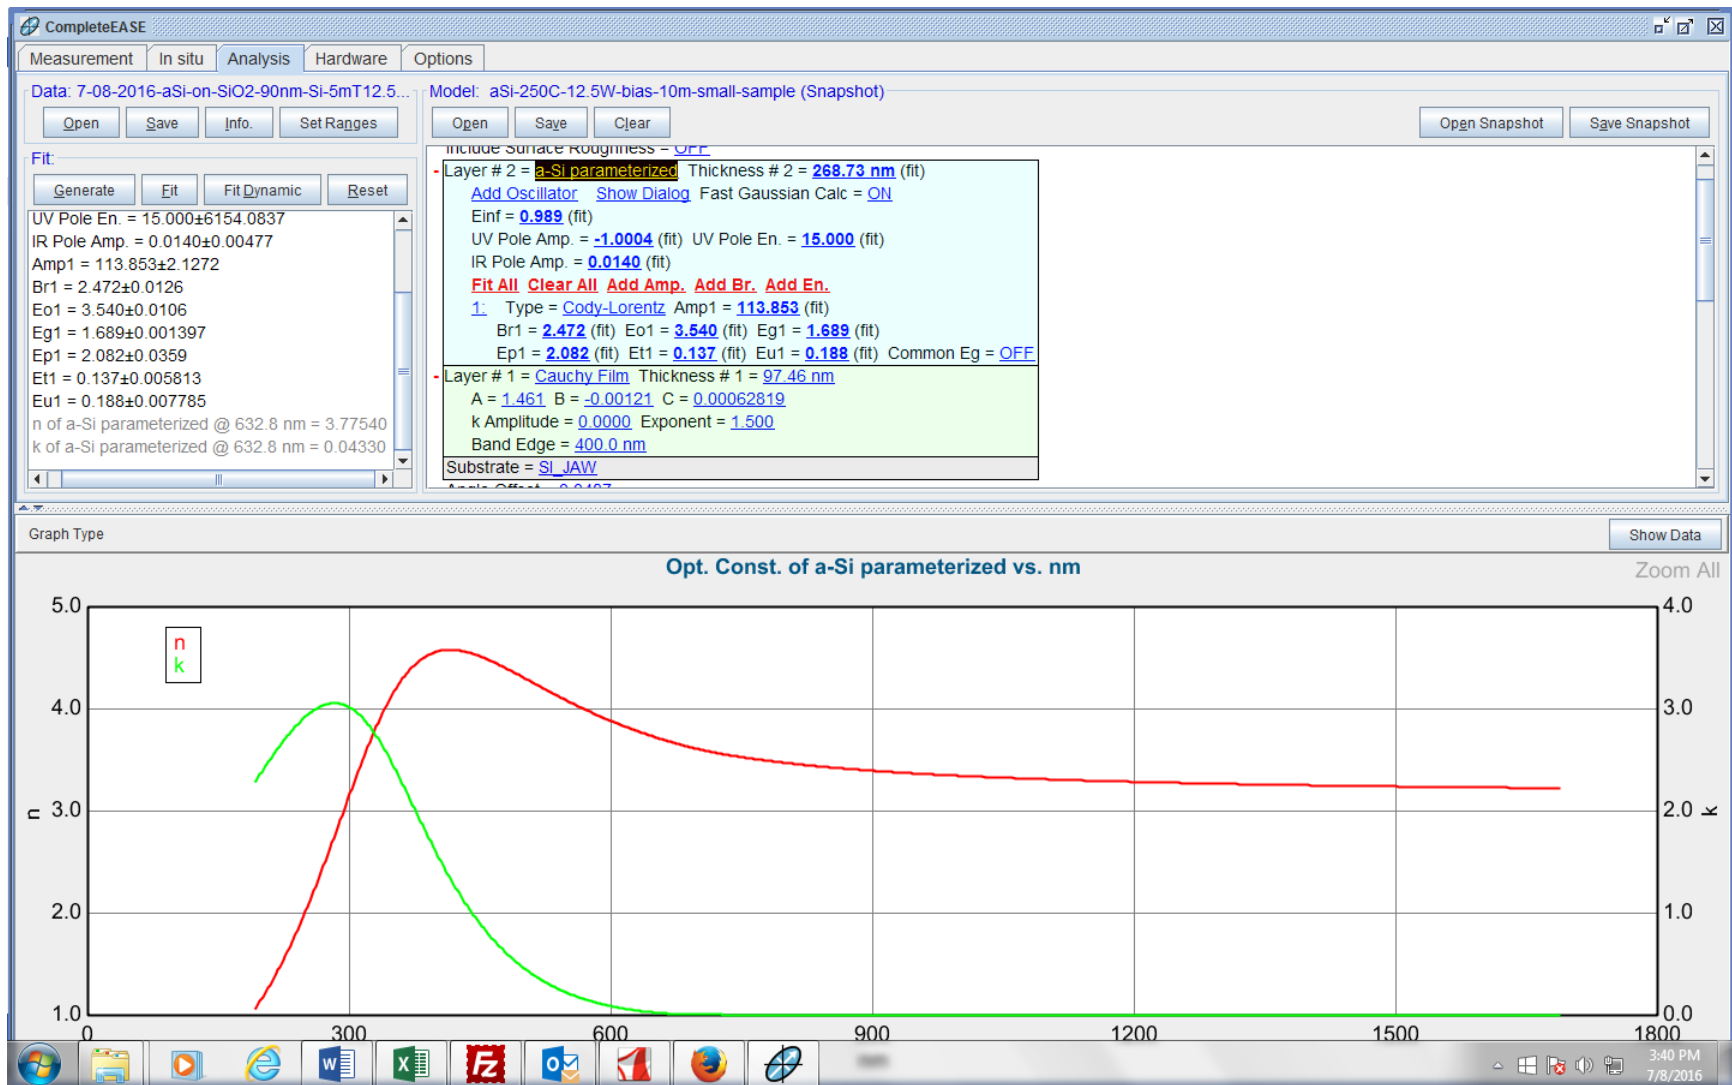 CompleteEASE
Measurement In situ Analysis Hardware Options
Data: 7-08-2016-aSi-on-SiO2-90nm-Si-5mT12.5...
Open Save Info. Set Ranges
Model: aSi-250C-12.5W-bias-10m-small-sample (Snapshot)
Open Save Clear Open Snapshot Save Snapshot
Fit:
Generate Fit Fit Dynamic Reset
UV Pole En. = 15.000±6154.0837
IR Pole Amp. = 0.0140±0.00477
Amp1 = 113.853±2.1272
Br1 = 2.472±0.0126
Eo1 = 3.540±0.0106
Eg1 = 1.689±0.001397
Ep1 = 2.082±0.0359
Et1 = 0.137±0.005813
Eu1 = 0.188±0.007785
n of a-Si parameterized @ 632.8 nm = 3.77540
k of a-Si parameterized @ 632.8 nm = 0.04330
Include Surface Roughness = OFF
- Layer # 2 = a-Si parameterized Thickness # 2 = 268.73 nm (fit)
Add Oscillator Show Dialog Fast Gaussian Calc = ON
Einf = 0.989 (fit)
UV Pole Amp. = -1.0004 (fit) UV Pole En. = 15.000 (fit)
IR Pole Amp. = 0.0140 (fit)
Fit All Clear All Add Amp. Add Br. Add En.
1: Type = Cody-Lorentz Amp1 = 113.853 (fit)
Br1 = 2.472 (fit) Eo1 = 3.540 (fit) Eg1 = 1.689 (fit)
Ep1 = 2.082 (fit) Et1 = 0.137 (fit) Eu1 = 0.188 (fit) Common Eg = OFF
- Layer # 1 = Cauchy Film Thickness # 1 = 97.46 nm
A = 1.461 B = -0.00121 C = 0.00062819
k Amplitude = 0.0000 Exponent = 1.500
Band Edge = 400.0 nm
Substrate = SI_JAW
Angle Offset = 
Graph Type Show Data
Opt. Const. of a-Si parameterized vs. nm
Zoom All
n
k
5.0
4.0
3.0
2.0
1.0
n
4.0
3.0
2.0
1.0
0.0
k
0 300 600 900 1200 1500 1800
nm
3:40 PM
7/8/2016